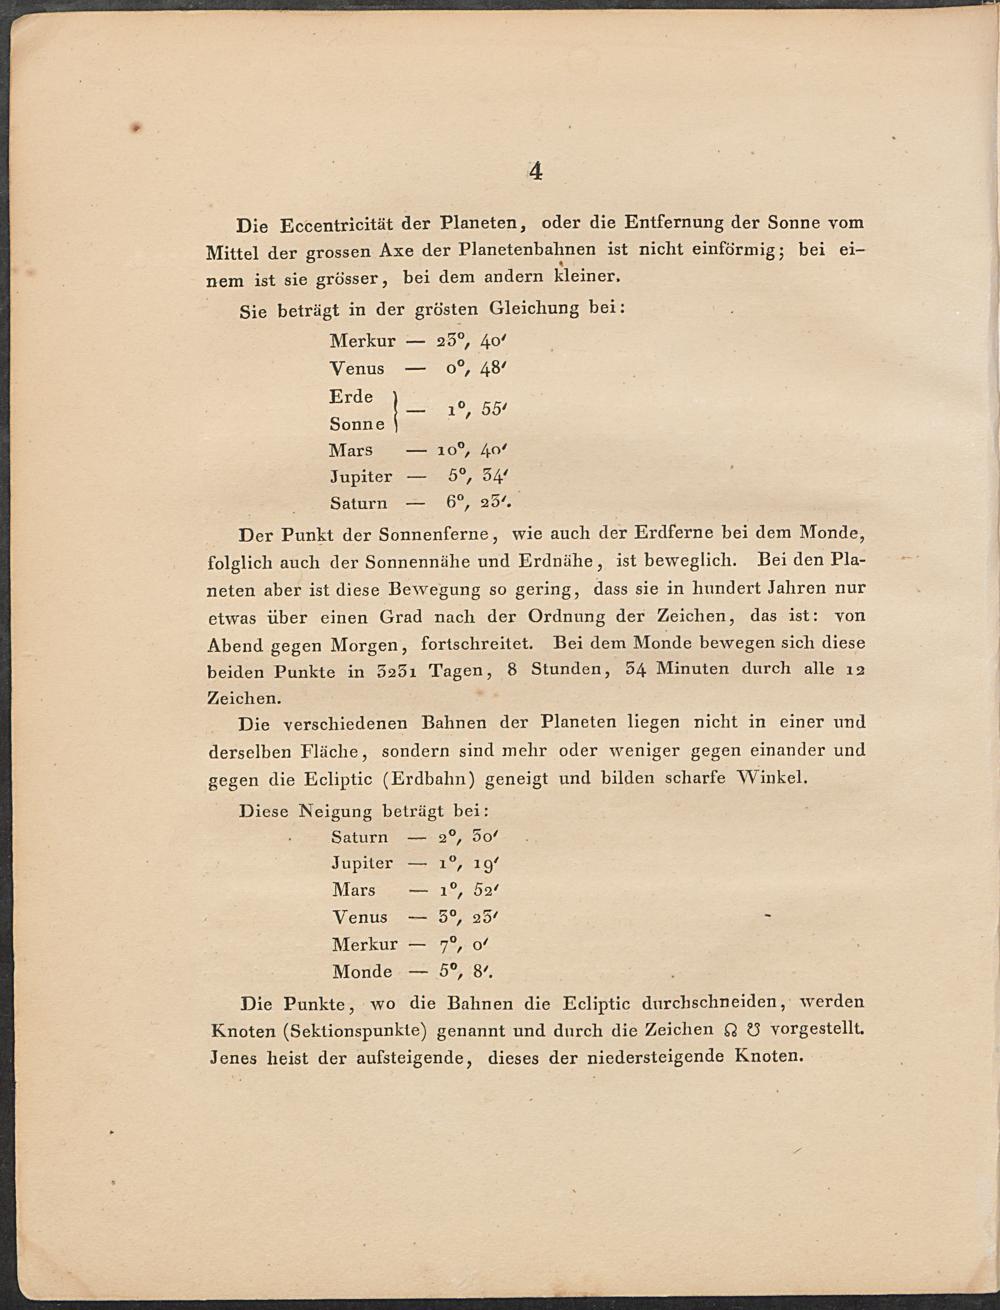 4
Die Eccentricität der Planeten, oder die Entfernung der Sonne vom
Mittel der grossen Axe der Planetenbahnen ist nicht einförmig; bei ei-
nem ist sie grösser, bei dem andern kleiner.
Sie beträgt in der grösten Gleichung bei:
Merkur — 23°, 40′
Venus — 0°, 48′
Erde
Sonne } — 1°, 55′
Mars — 10°, 40′
Jupiter — 5°, 34′
Saturn — 6°, 23′.
Der Punkt der Sonnenferne, wie auch der Erdferne bei dem Monde,
folglich auch der Sonnennähe und Erdnähe, ist beweglich. Bei den Pla-
neten aber ist diese Bewegung so gering, dass sie in hundert Jahren nur
etwas über einen Grad nach der Ordnung der Zeichen, das ist: von
Abend gegen Morgen, fortschreitet. Bei dem Monde bewegen sich diese
beiden Punkte in 3231 Tagen, 8 Stunden, 34 Minuten durch alle 12
Zeichen.
Die verschiedenen Bahnen der Planeten liegen nicht in einer und
derselben Fläche, sondern sind mehr oder weniger gegen einander und
gegen die Ecliptic (Erdbahn) geneigt und bilden scharfe Winkel.
Diese Neigung beträgt bei:
Saturn — 2°, 30′
Jupiter — 1°, 19′
Mars — 1°, 52′
Venus — 3°, 23′
Merkur — 7°, 0′
Monde — 5°, 8′.
Die Punkte, wo die Bahnen die Ecliptic durchschneiden, werden
Knoten (Sektionspunkte) genannt und durch die Zeichen ☊ ☋ vorgestellt.
Jenes heist der aufsteigende, dieses der niedersteigende Knoten.